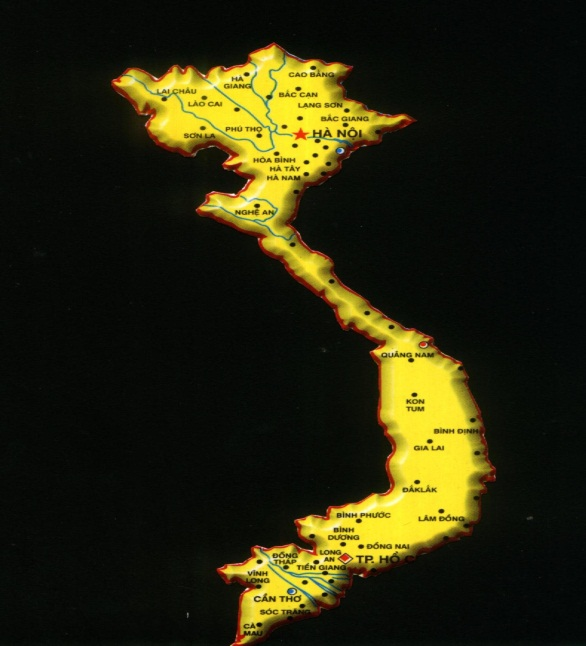 CAO BẰNG
HÀ
GIANG
LAI CHÂU
BẮC CẠN
LÀO CAI
LẠNG SƠN
BẮC GIANG
PHÚ THỌ
HÀ NỘI
SƠN LA
HÒA BÌNH
HÀ TÂY
HÀ NAM
NGHỆ AN
QUẢNG NAM
KON
TUM
BÌNH ĐỊNH
GIA LAI
ĐẮKLẮK
BÌNH PHƯỚC
LÂM ĐỒNG
BÌNH
DƯƠNG
ĐỒNG NAI
LONG
AN
ĐỒNG
THÁP
TP. HỒ C
TIỀN GIANG
VĨNH
LONG
CẦN THƠ
SÓC TRĂNG
CÀ
MAU